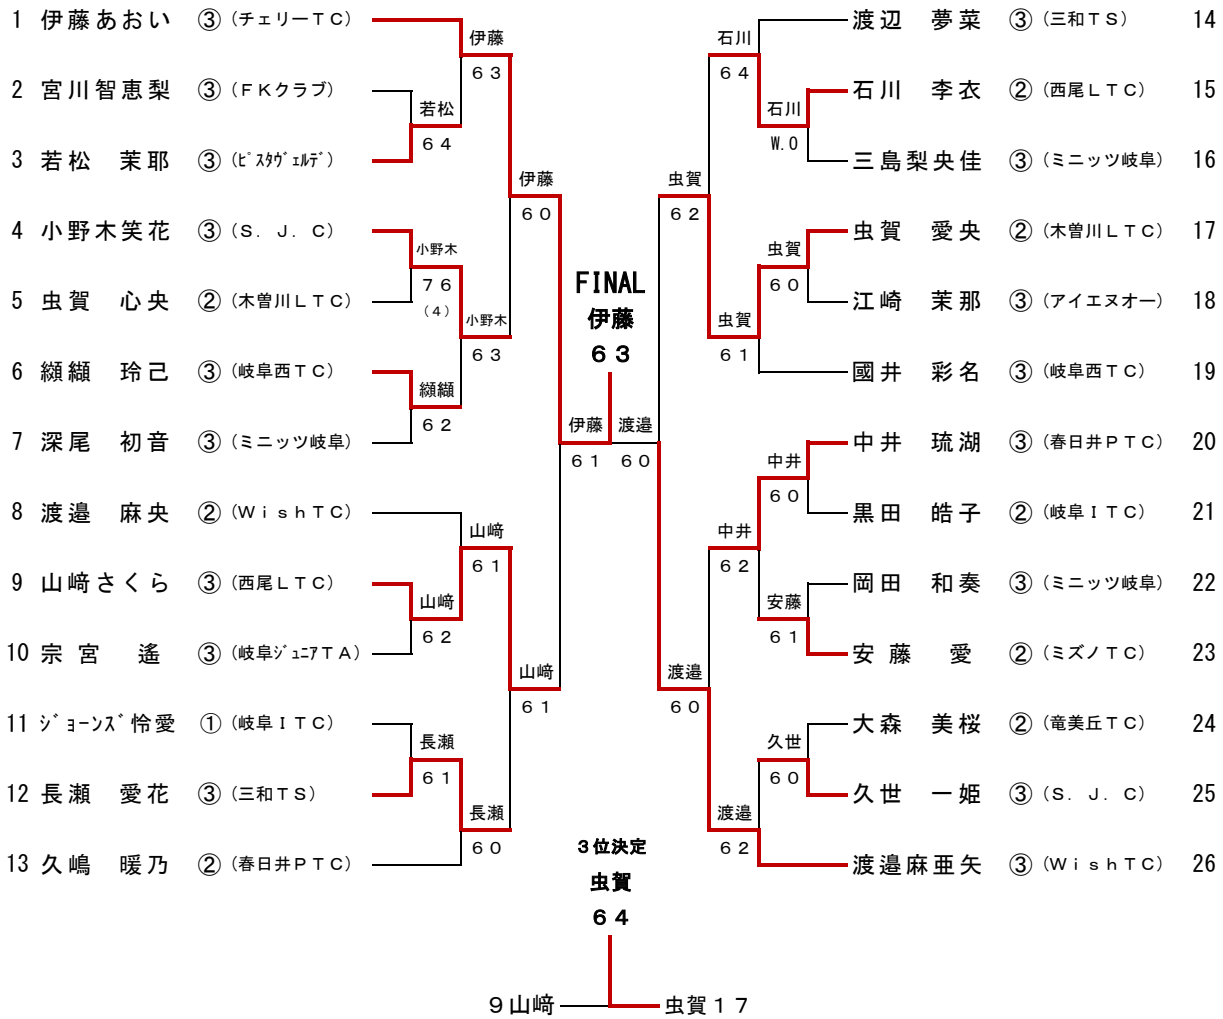 1 伊藤あおい ③ (チェリーTC)
2 宮川智恵梨 ③ (FKクラブ)
3 若松 茉耶 ③ (ピスタヴェルデ)
4 小野木笑花 ③ (S. J. C)
5 虫賀 心央 ② (木曽川LTC)
6 纐纈 玲己 ③ (岐阜西TC)
7 深尾 初音 ③ (ミニッツ岐阜)
8 渡邉 麻央 ② (WishTC)
9 山﨑さくら ③ (西尾LTC)
10 宗宮 遙 ③ (岐阜ジュニアTA)
11 ジョーンズ怜愛 ① (岐阜ITC)
12 長瀬 愛花 ③ (三和TS)
13 久嶋 暖乃 ② (春日井PTC)
若松
64
小野木
76
(4)
纐纈
62
山﨑
62
長瀬
61
伊藤
63
小野木
63
山﨑
61
長瀬
60
伊藤
60
山﨑
61
伊藤
61
FINAL
伊藤
63
渡邉
60
虫賀
62
渡邉
60
石川
64
虫賀
61
中井
62
渡邉
62
石川
W.O
虫賀
60
中井
60
安藤
61
久世
60
渡辺 夢菜 ③ (三和TS) 14
石川 李衣 ② (西尾LTC) 15
三島梨央佳 ③ (ミニッツ岐阜) 16
虫賀 愛央 ② (木曽川LTC) 17
江崎 茉那 ③ (アイエヌオー) 18
國井 彩名 ③ (岐阜西TC) 19
中井 琉湖 ③ (春日井PTC) 20
黒田 皓子 ② (岐阜ITC) 21
岡田 和奏 ③ (ミニッツ岐阜) 22
安藤 愛 ② (ミズノTC) 23
大森 美桜 ② (竜美丘TC) 24
久世 一姫 ③ (S. J. C) 25
渡邉麻亜矢 ③ (WishTC) 26
3位決定
虫賀
64
9山﨑
虫賀17